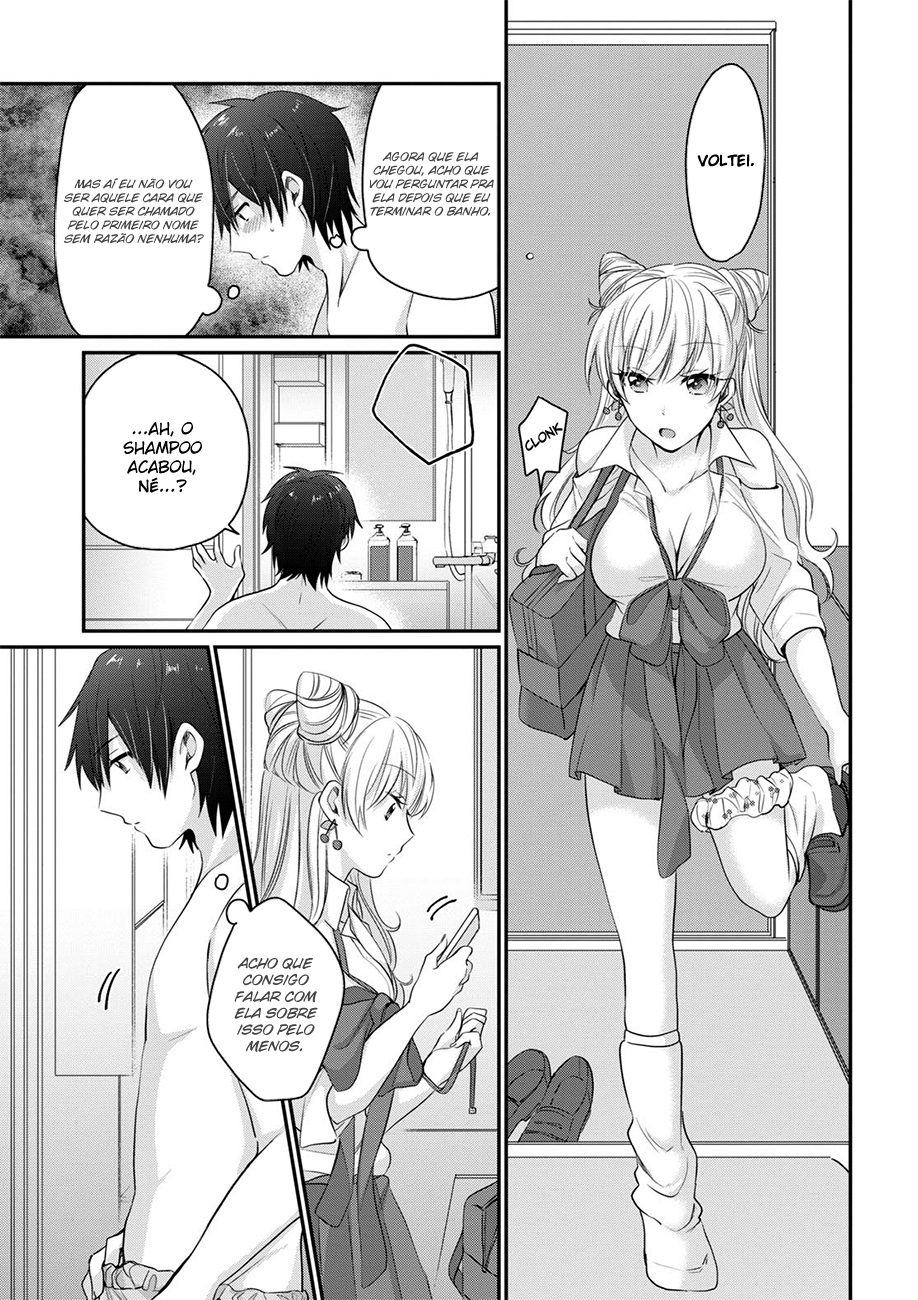 VOLTEI.
CLONK
AGORA QUE ELA
CHEGOU, ACHO QUE
VOU PERGUNTAR PRA
ELA DEPOIS QUE EU
TERMINAR O BANHO.
MAS AÍ EU NÃO VOU
SER AQUELE CARA QUE
QUER SER CHAMADO
PELO PRIMEIRO NOME
SEM RAZÃO NENHUMA?
...AH, O
SHAMPOO
ACABOU,
NÉ...?
ACHO QUE
CONSIGO
FALAR COM
ELA SOBRE
ISSO PELO
MENOS.